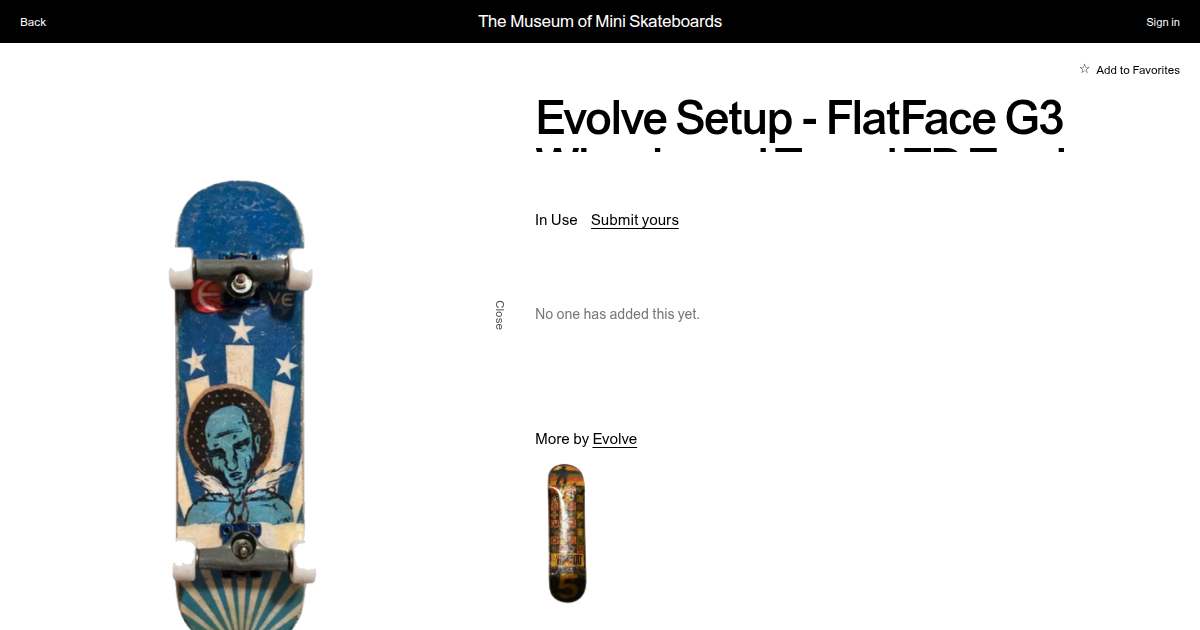 Back
The Museum of Mini Skateboards
Sign in
☆ Add to Favorites
Evolve Setup - FlatFace G3
In Use Submit yours
Close
No one has added this yet.
More by Evolve